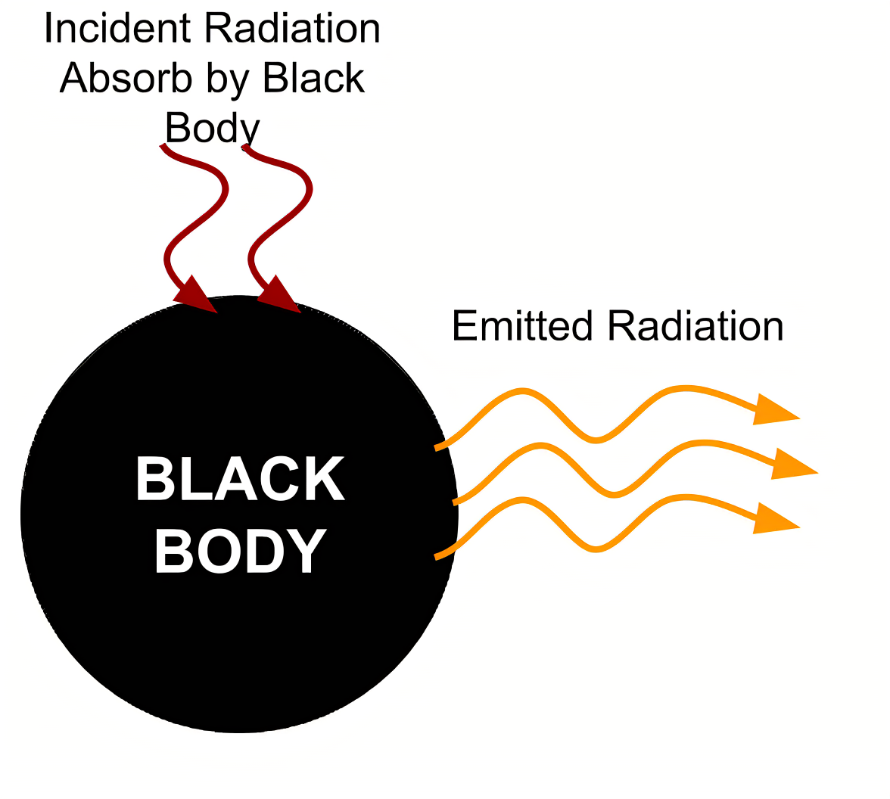 Incident Radiation
Absorb by Black
Body
Emitted Radiation
BLACK
BODY